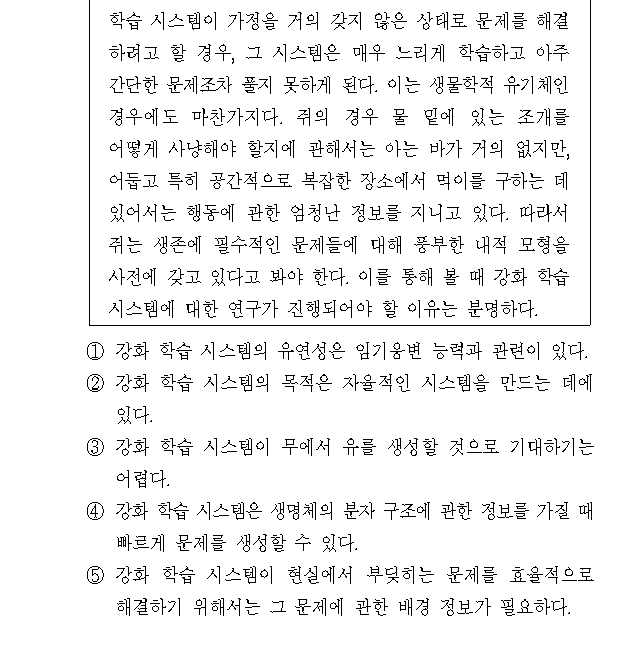 학습 시스템이 가정을 거의 갖지 않은 상태로 문제를 해결
하려고 할 경우, 그 시스템은 매우 느리게 학습하고 아주
간단한 문제조차 풀지 못하게 된다. 이는 생물학적 유기체인
경우에도 마찬가지다. 쥐의 경우 물 밑에 있는 조개를
어떻게 사냥해야 할지에 관해서는 아는 바가 거의 없지만,
어둡고 특히 공간적으로 복잡한 장소에서 먹이를 구하는 데
있어서는 행동에 관한 엄청난 정보를 지니고 있다. 따라서
쥐는 생존에 필수적인 문제들에 대해 풍부한 내적 모형을
사전에 갖고 있다고 봐야 한다. 이를 통해 볼 때 강화 학습
시스템에 대한 연구가 진행되어야 할 이유는 분명하다.
① 강화 학습 시스템의 유연성은 임기응변 능력과 관련이 있다.
② 강화 학습 시스템의 목적은 자율적인 시스템을 만드는 데에
있다.
③ 강화 학습 시스템이 무에서 유를 생성할 것으로 기대하기는
어렵다.
④ 강화 학습 시스템은 생명체의 분자 구조에 관한 정보를 가질 때
빠르게 문제를 생성할 수 있다.
⑤ 강화 학습 시스템이 현실에서 부딪히는 문제를 효율적으로
해결하기 위해서는 그 문제에 관한 배경 정보가 필요하다.